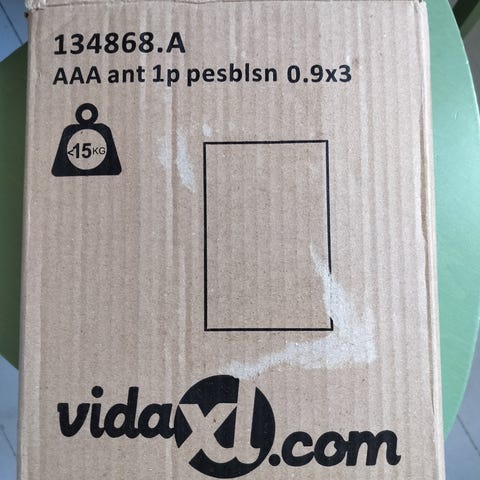 134868.A
AAA ant 1p pesblsn 0.9x3
<15KG
vidaXL.com